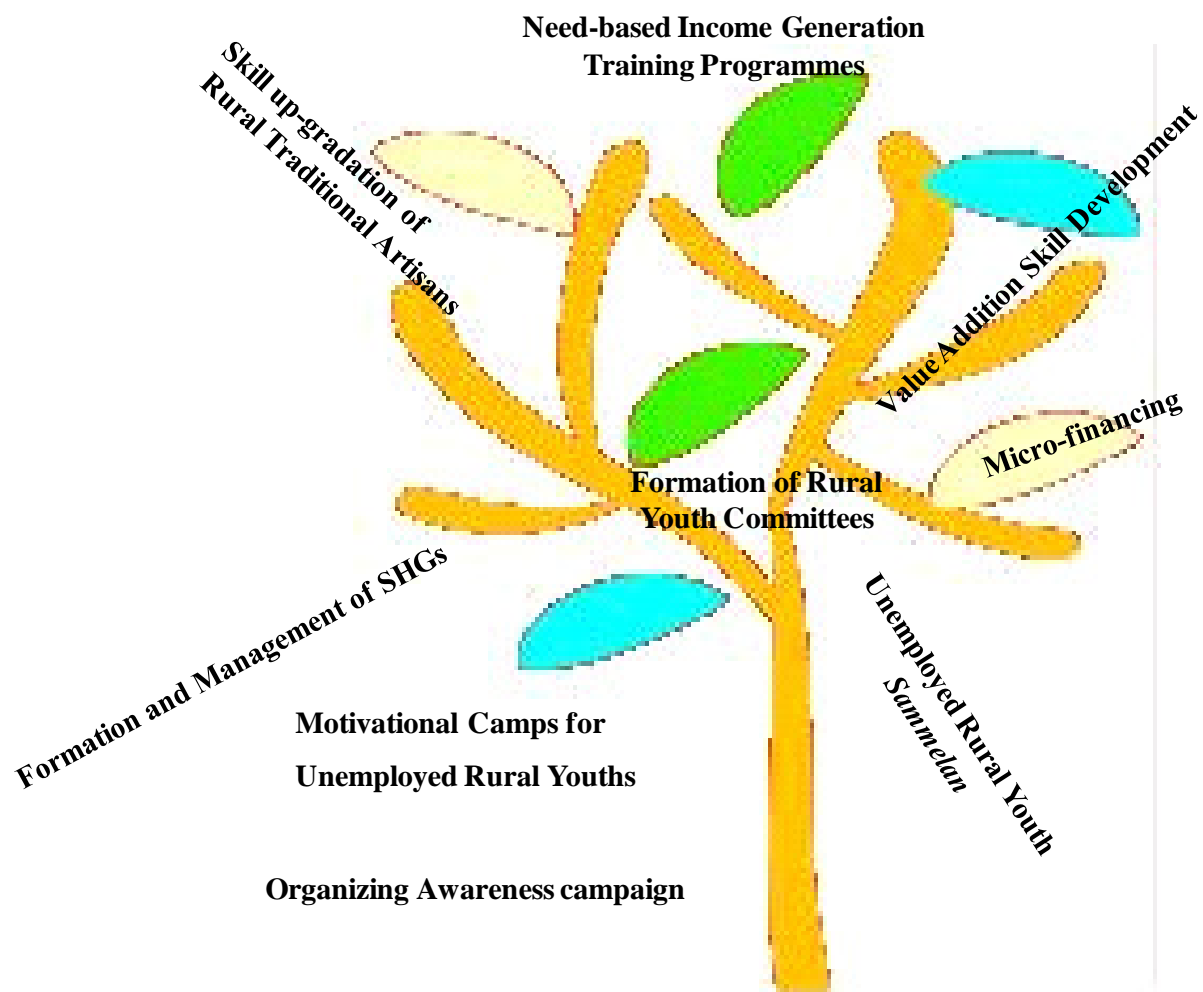 Need-based Income Generation
Training Programmes
Skill up-gradation of
Rural Traditional Artisans
Value Addition Skill Development
Micro-financing
Formation of Rural
Youth Committees
Formation and Management of SHGs
Unemployed Rural Youth
Sammelan
Motivational Camps for
Unemployed Rural Youths
Organizing Awareness campaign